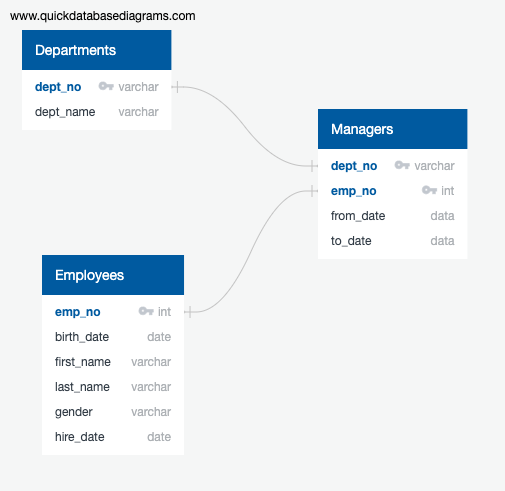 www.quickdatabasediagrams.com
Departments
dept_no varchar
dept_name varchar
Managers
dept_no varchar
emp_no int
from_date data
to_date data
Employees
emp_no int
birth_date date
first_name varchar
last_name varchar
gender varchar
hire_date date